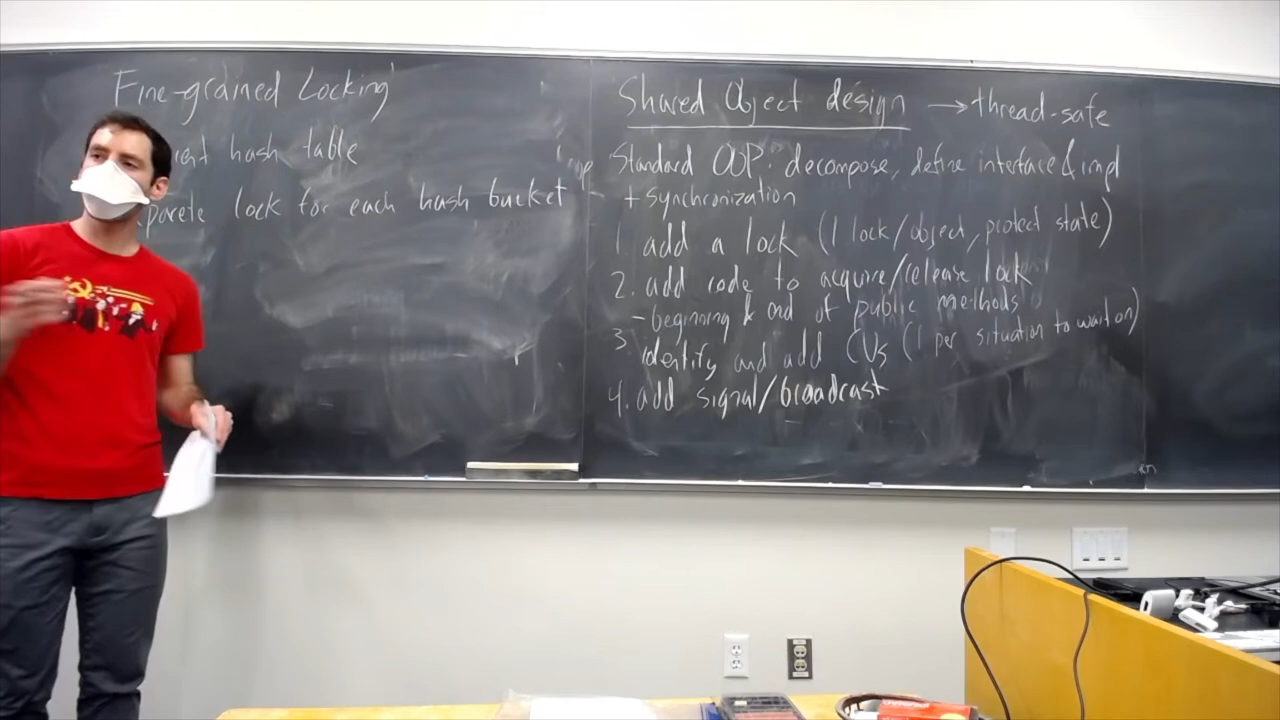 Fine-grained Locking
hash table
lock for each hash bucket
Shared Object design → thread-safe
Standard OOP: decompose, define interface & impl
+ synchronization
1. add a lock (1 lock/object, protect state)
2. add code to acquire/release lock
- beginning & end of public methods
3. identify and add CVs (1 per situation to wait on)
4. add signal/broadcast